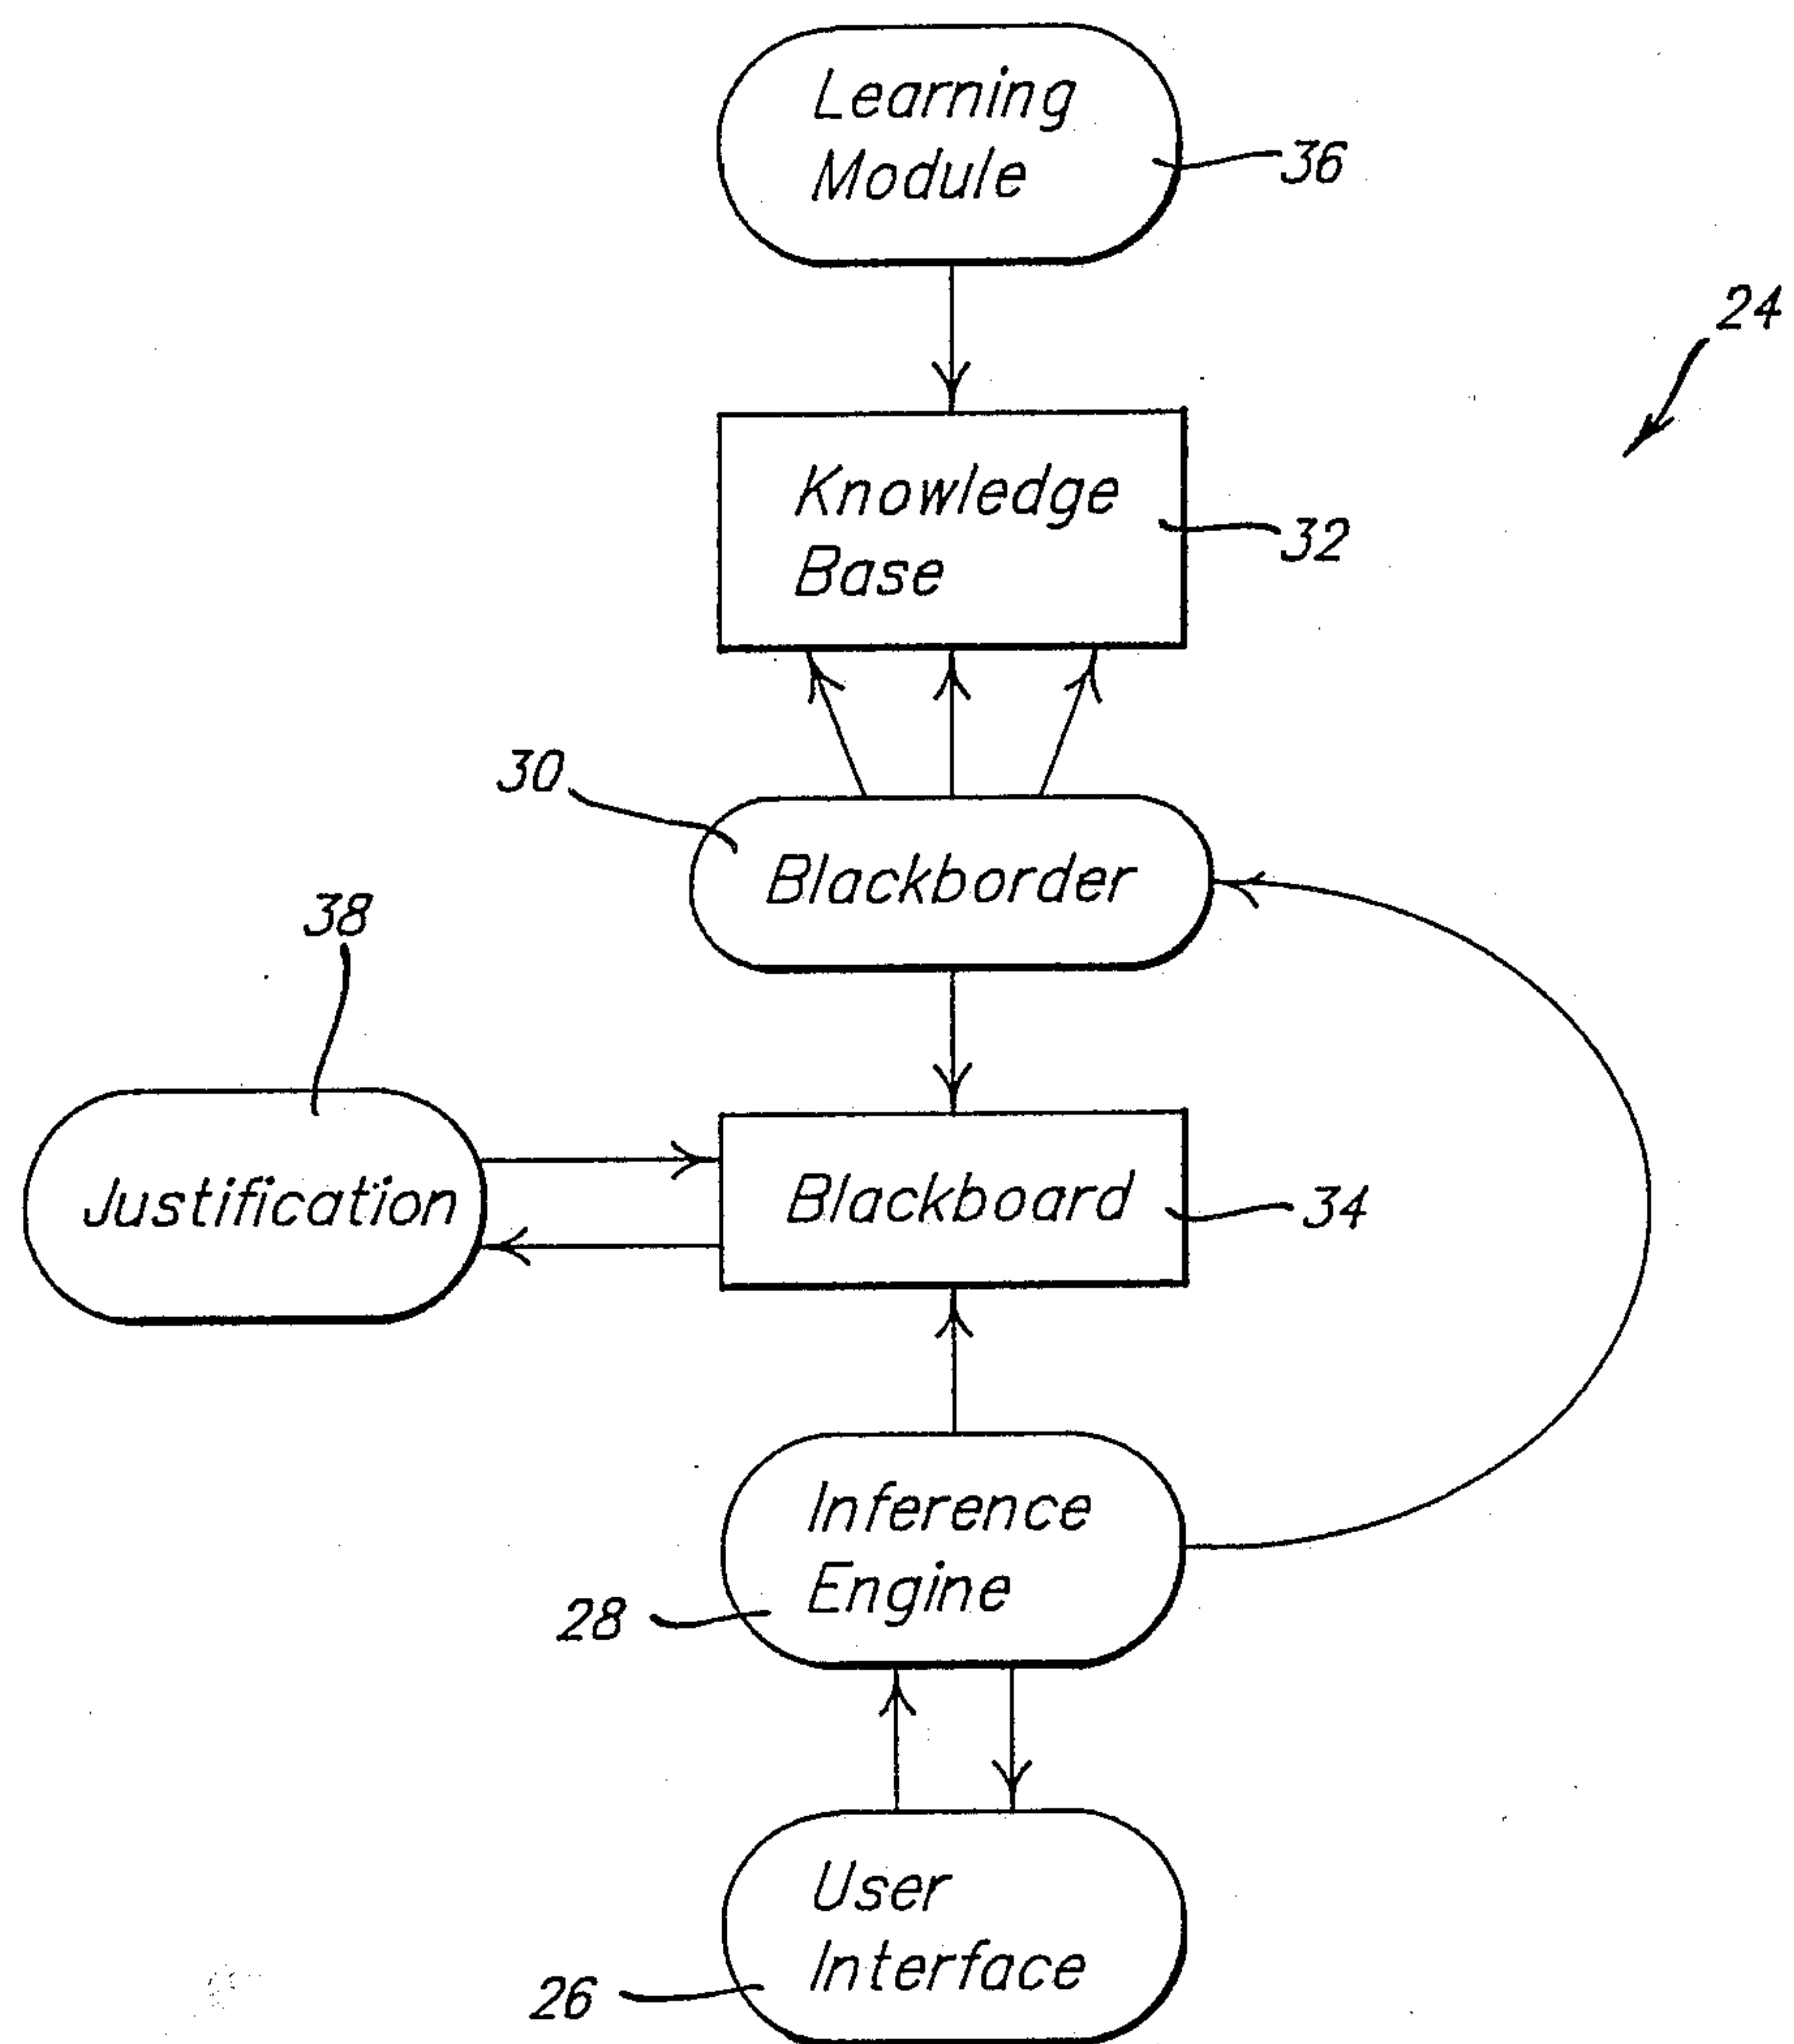 Learning
Module
36
24
Knowledge
Base
32
30
Blackborder
38
Justification
Blackboard
34
Inference
Engine
28
User
Interface
26